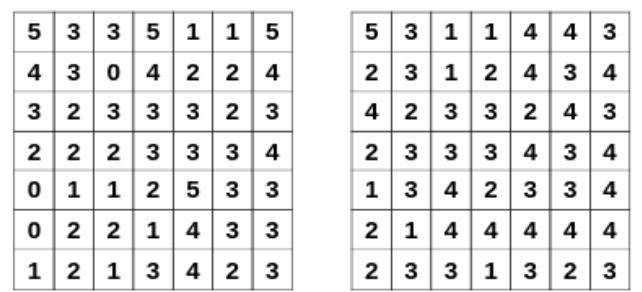 5 3 3 5 1 1 5
4 3 0 4 2 2 4
3 2 3 3 3 2 3
2 2 2 3 3 3 4
0 1 1 2 5 3 3
0 2 2 1 4 3 3
1 2 1 3 4 2 3
5 3 1 1 4 4 3
2 3 1 2 4 3 4
4 2 3 3 2 4 3
2 3 3 3 4 3 4
1 3 4 2 3 3 4
2 1 4 4 4 4 4
2 3 3 1 3 2 3